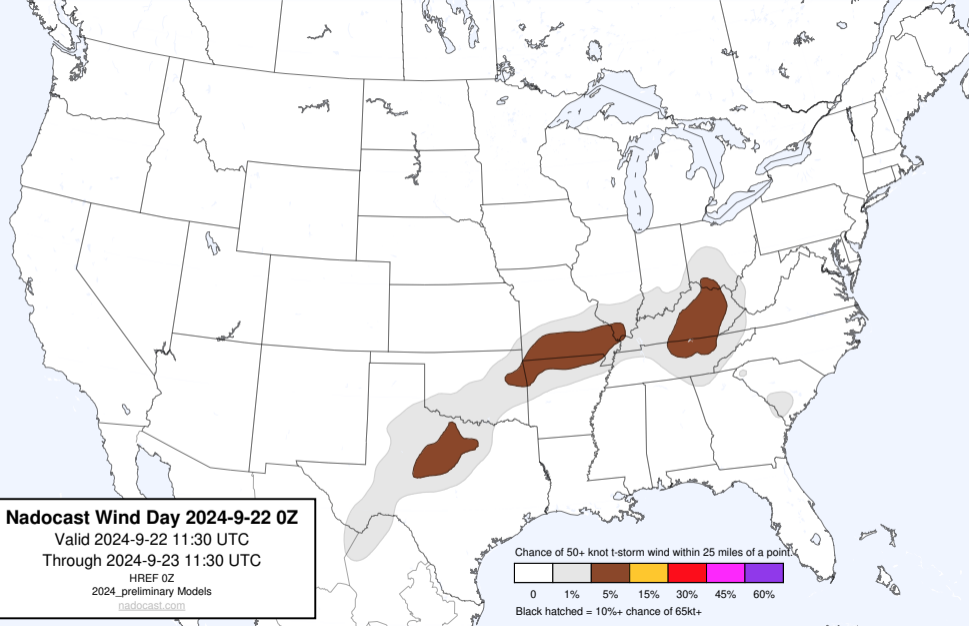 Nadocast Wind Day 2024-9-22 0Z
Valid 2024-9-22 11:30 UTC
Through 2024-9-23 11:30 UTC
HREF 0Z
2024_preliminary Models
nadocast.com
Chance of 50+ knot t-storm wind within 25 miles of a point.
0 1% 5% 15% 30% 45% 60%
Black hatched = 10%+ chance of 65kt+